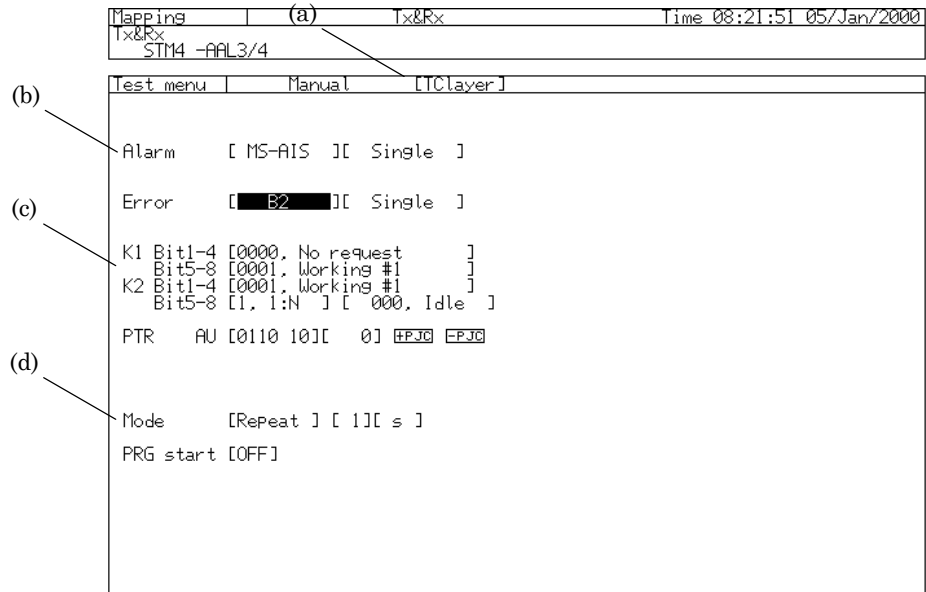 (a)
Mapping Tx&Rx Time 08:21:51 05/Jan/2000
Tx&Rx
STM4 -AAL3/4
Test menu Manual [TClayer]
(b)
Alarm [ MS-AIS ][ Single ]
Error [ B2 ][ Single ]
(c)
K1 Bit1-4 [0000, No request ]
Bit5-8 [0001, Working #1 ]
K2 Bit1-4 [0001, Working #1 ]
Bit5-8 [1, 1:N ] [ 000, Idle ]
PTR AU [0110 10][ 0] +PJC -PJC
(d)
Mode [Repeat ] [ 1][ s ]
PRG start [OFF]